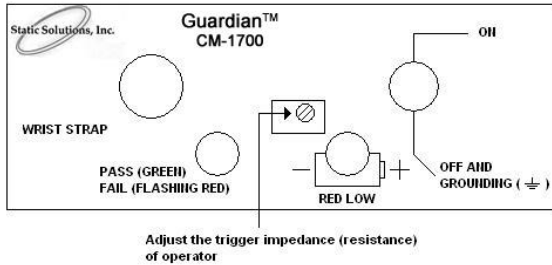 Static Solutions, Inc.
Guardian™
CM-1700
ON
WRIST STRAP
PASS (GREEN)
FAIL (FLASHING RED)
− +
RED LOW
OFF AND
GROUNDING ( ⏚ )
Adjust the trigger impedance (resistance)
of operator